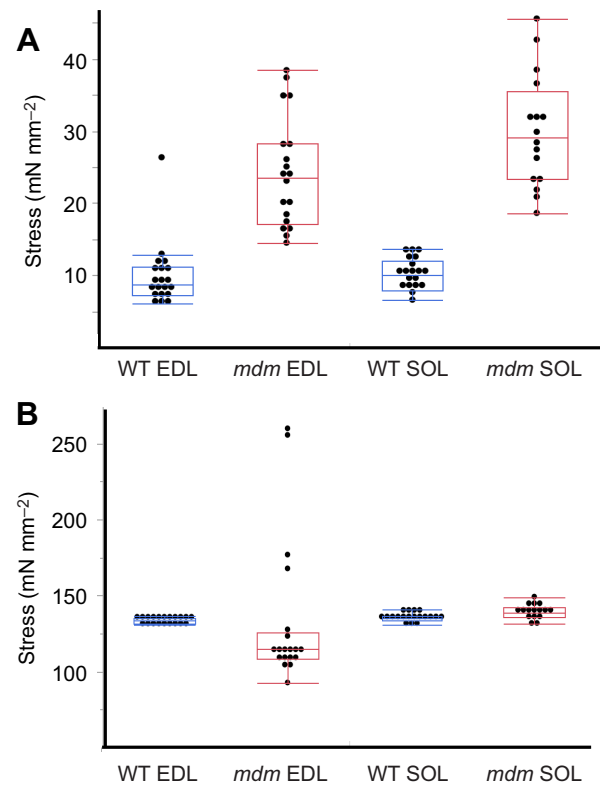 A
Stress (mN mm−2)
40
30
20
10
WT EDL mdm EDL WT SOL mdm SOL
B
Stress (mN mm−2)
250
200
150
100
WT EDL mdm EDL WT SOL mdm SOL